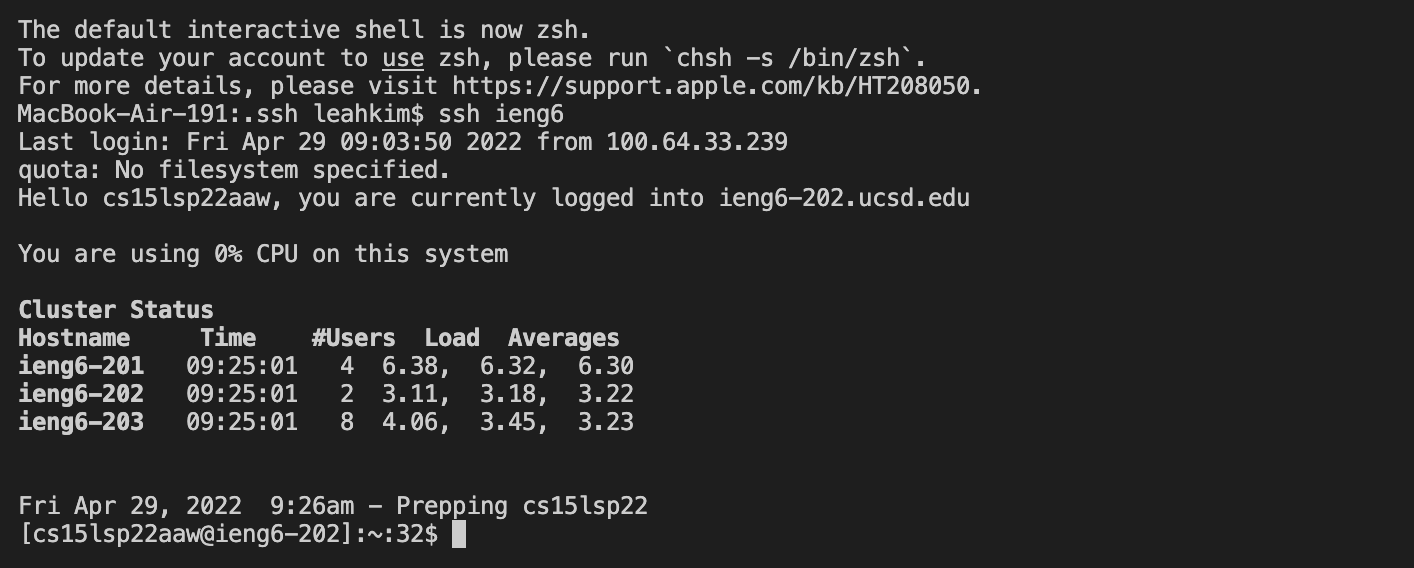 The default interactive shell is now zsh.
To update your account to use zsh, please run `chsh -s /bin/zsh`.
For more details, please visit https://support.apple.com/kb/HT208050.
MacBook-Air-191:.ssh leahkim$ ssh ieng6
Last login: Fri Apr 29 09:03:50 2022 from 100.64.33.239
quota: No filesystem specified.
Hello cs15lsp22aaw, you are currently logged into ieng6-202.ucsd.edu
You are using 0% CPU on this system
Cluster Status
Hostname     Time    #Users  Load  Averages
ieng6-201   09:25:01   4  6.38,  6.32,  6.30
ieng6-202   09:25:01   2  3.11,  3.18,  3.22
ieng6-203   09:25:01   8  4.06,  3.45,  3.23
Fri Apr 29, 2022  9:26am - Prepping cs15lsp22
[cs15lsp22aaw@ieng6-202]:~:32$